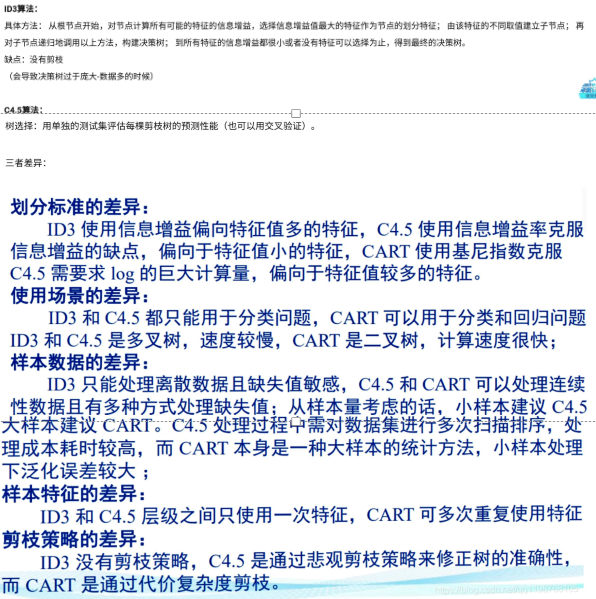 ID3算法：
具体方法： 从根节点开始，对节点计算所有可能的特征的信息增益，选择信息增益值最大的特征作为节点的划分特征； 由该特征的不同取值建立子节点； 再
对子节点递归地调用以上方法，构建决策树； 到所有特征的信息增益都很小或者没有特征可以选择为止，得到最终的决策树。
缺点：没有剪枝
（会导致决策树过于庞大-数据多的时候）
C4.5算法：
树选择：用单独的测试集评估每棵剪枝树的预测性能（也可以用交叉验证）。
三者差异：
划分标准的差异：
ID3 使用信息增益偏向特征值多的特征，C4.5 使用信息增益率克服
信息增益的缺点，偏向于特征值小的特征，CART 使用基尼指数克服
C4.5 需要求 log 的巨大计算量，偏向于特征值较多的特征。
使用场景的差异：
ID3 和 C4.5 都只能用于分类问题，CART 可以用于分类和回归问题
ID3 和 C4.5 是多叉树，速度较慢，CART 是二叉树，计算速度很快；
样本数据的差异：
ID3 只能处理离散数据且缺失值敏感，C4.5 和 CART 可以处理连续
性数据且有多种方式处理缺失值；从样本量考虑的话，小样本建议 C4.5
大样本建议 CART。C4.5 处理过程中需对数据集进行多次扫描排序，处
理成本耗时较高，而 CART 本身是一种大样本的统计方法，小样本处理
下泛化误差较大 ；
样本特征的差异：
ID3 和 C4.5 层级之间只使用一次特征，CART 可多次重复使用特征
剪枝策略的差异：
ID3 没有剪枝策略，C4.5 是通过悲观剪枝策略来修正树的准确性，
而 CART 是通过代价复杂度剪枝。